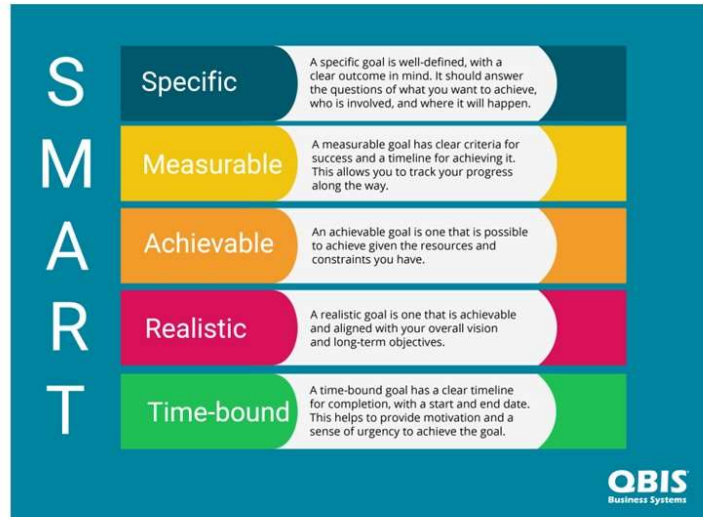 S
Specific
A specific goal is well-defined, with a
clear outcome in mind. It should answer
the questions of what you want to achieve,
who is involved, and where it will happen.
M
Measurable
A measurable goal has clear criteria for
success and a timeline for achieving it.
This allows you to track your progress
along the way.
A
Achievable
An achievable goal is one that is possible
to achieve given the resources and
constraints you have.
R
Realistic
A realistic goal is one that is achievable
and aligned with your overall vision
and long-term objectives.
T
Time-bound
A time-bound goal has a clear timeline
for completion, with a start and end date.
This helps to provide motivation and a
sense of urgency to achieve the goal.
QBIS
Business Systems